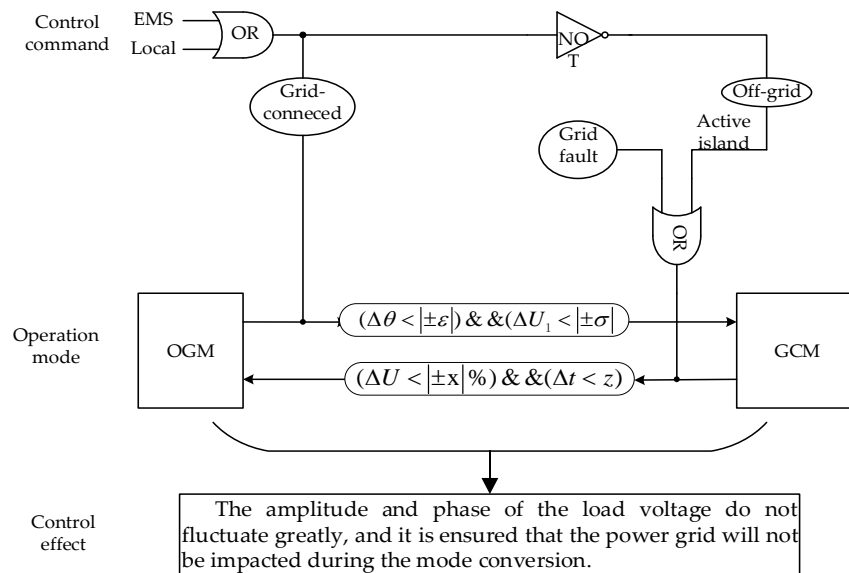 Control
command
EMS
Local
OR
NO
T
Grid-
conneced
Off-grid
Active
island
Grid
fault
OR
Operation
mode
OGM
(Δθ < |±ε|) & &(ΔU₁ < |±σ|
(ΔU < |±x|%) & &(Δt < z)
GCM
Control
effect
The amplitude and phase of the load voltage do not
fluctuate greatly, and it is ensured that the power grid will not
be impacted during the mode conversion.